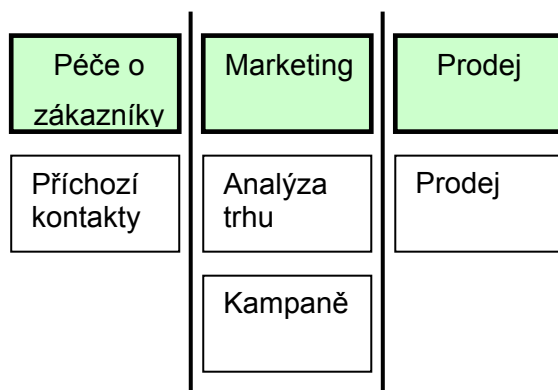 Péče o
zákazníky
Marketing
Prodej
Příchozí
kontakty
Analýza
trhu
Prodej
Kampaně